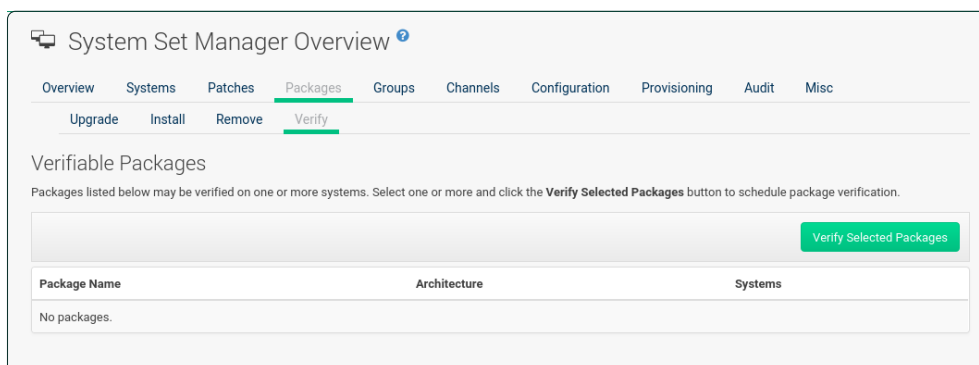 System Set Manager Overview ?
Overview Systems Patches Packages Groups Channels Configuration Provisioning Audit Misc
Upgrade Install Remove Verify
Verifiable Packages
Packages listed below may be verified on one or more systems. Select one or more and click the Verify Selected Packages button to schedule package verification.
Verify Selected Packages
Package Name Architecture Systems
No packages.